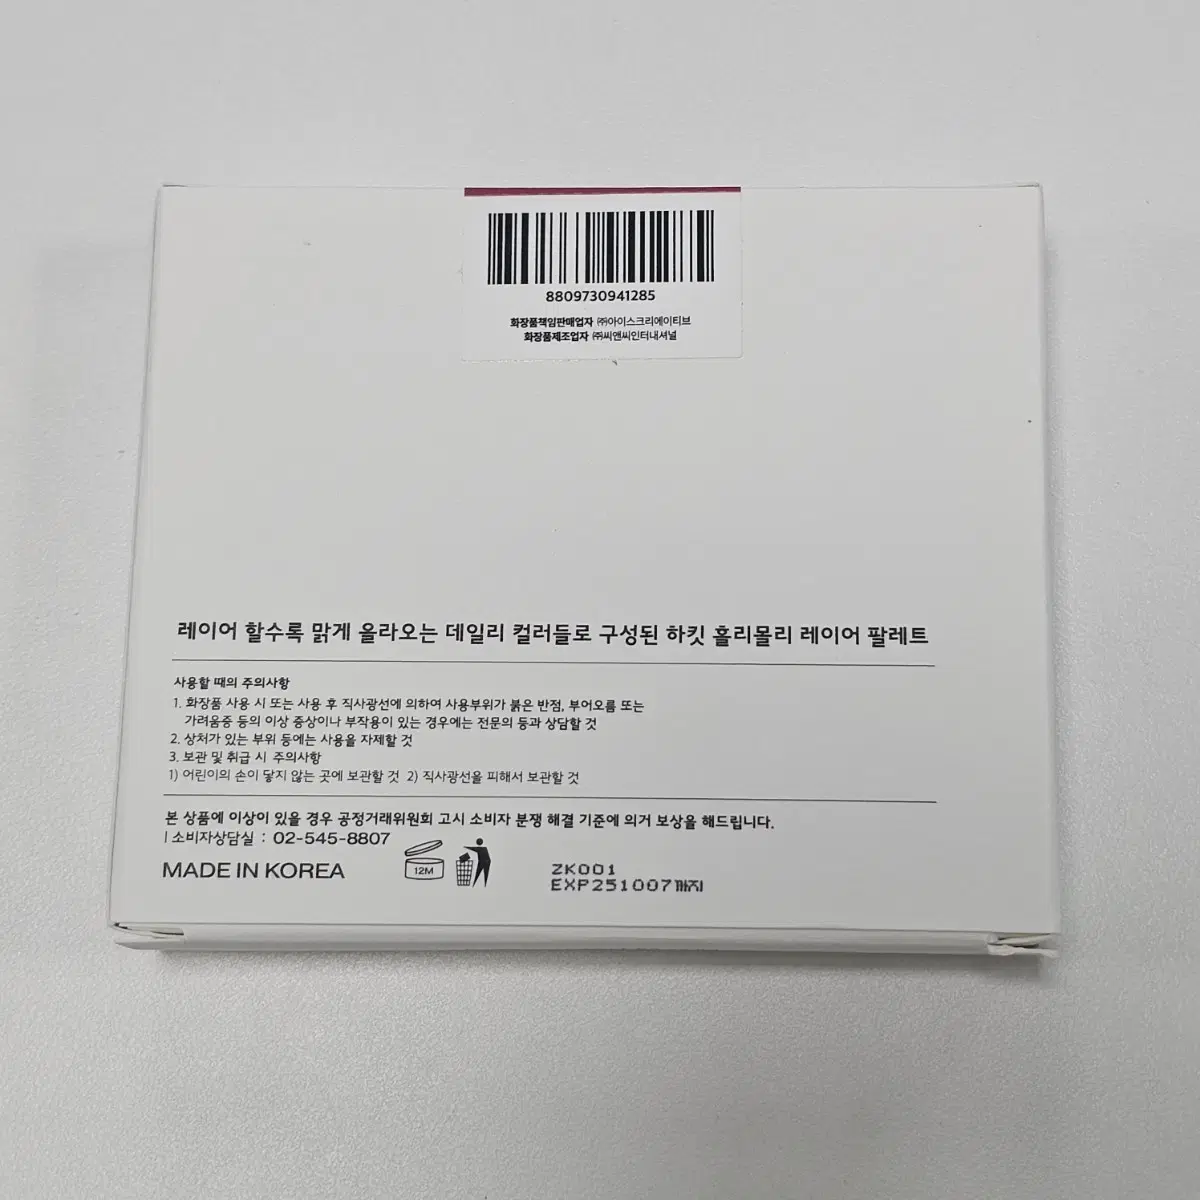 8809730941285
화장품책임판매업자 ㈜아이스크리에이티브
화장품제조업자 ㈜씨앤씨인터내셔널
레이어 할수록 맑게 올라오는 데일리 컬러들로 구성된 하킷 홀리몰리 레이어 팔레트
사용할 때의 주의사항
1. 화장품 사용 시 또는 사용 후 직사광선에 의하여 사용부위가 붉은 반점, 부어오름 또는
가려움증 등의 이상 증상이나 부작용이 있는 경우에는 전문의 등과 상담할 것
2. 상처가 있는 부위 등에는 사용을 자제할 것
3. 보관 및 취급 시 주의사항
1) 어린이의 손이 닿지 않는 곳에 보관할 것 2) 직사광선을 피해서 보관할 것
본 상품에 이상이 있을 경우 공정거래위원회 고시 소비자 분쟁 해결 기준에 의거 보상을 해드립니다.
| 소비자상담실 : 02-545-8807
MADE IN KOREA
12M
ZK001
EXP251007까지